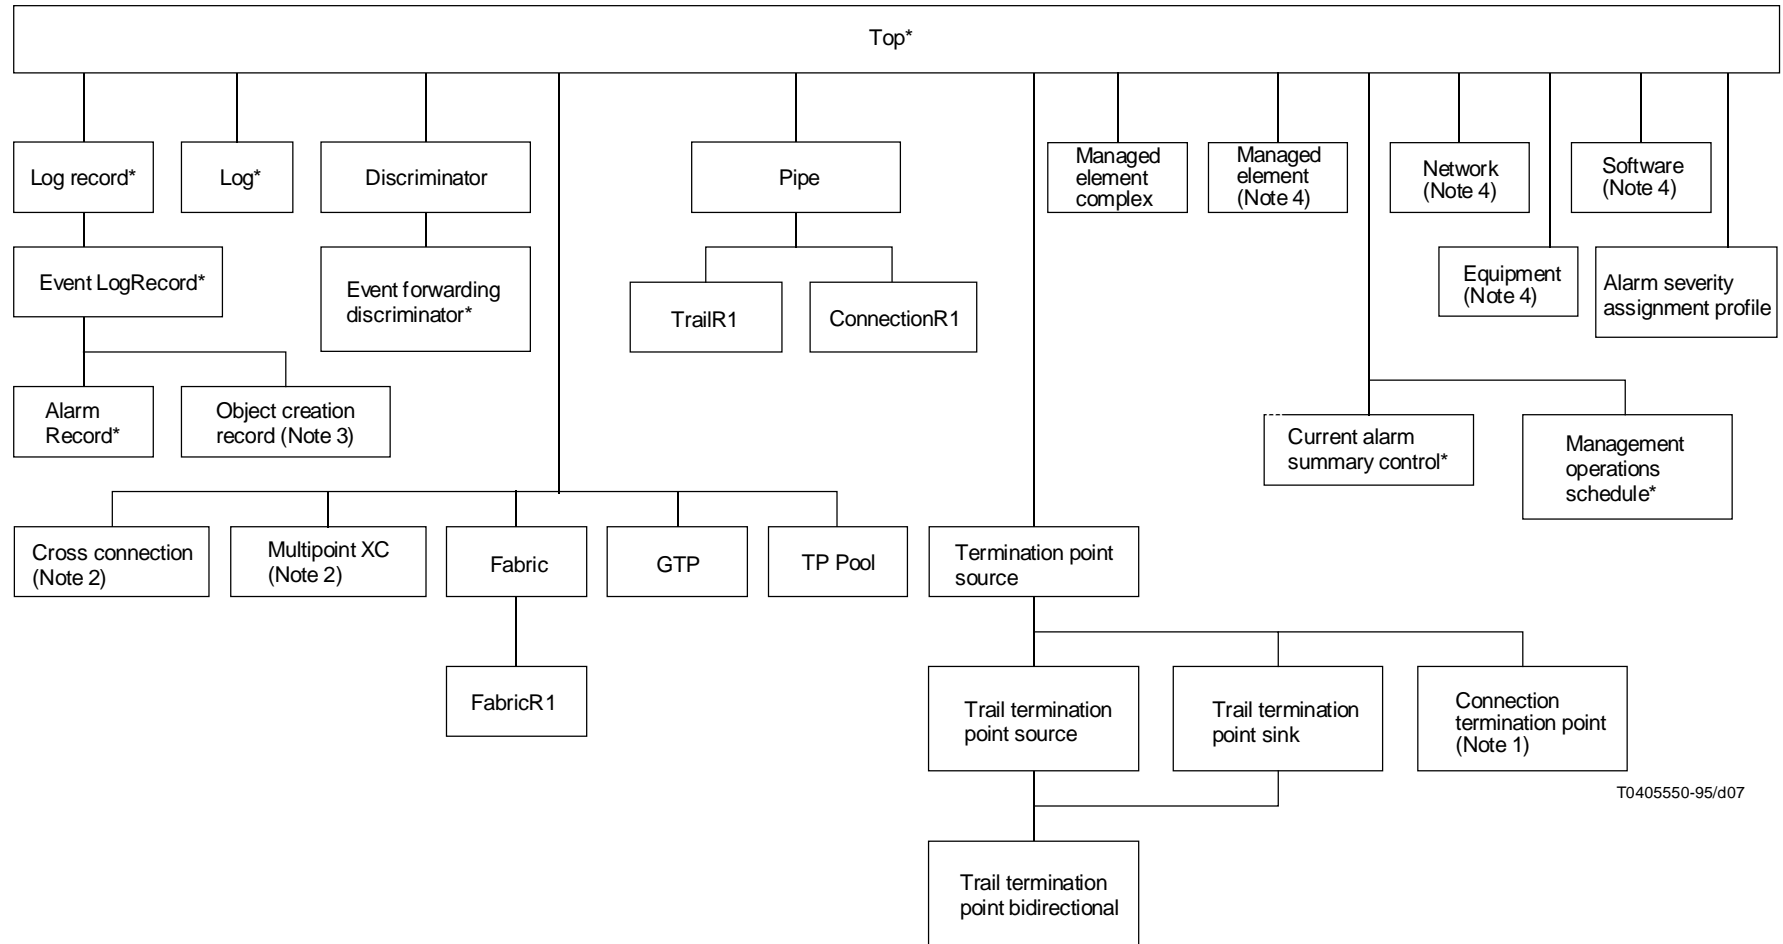 Top*
Log record*
Log*
Discriminator
Pipe
Managed
element
complex
Managed
element
(Note 4)
Network
(Note 4)
Software
(Note 4)
Event LogRecord*
Event forwarding
discriminator*
TrailR1
ConnectionR1
Equipment
(Note 4)
Alarm severity
assignment profile
Alarm
Record*
Object creation
record (Note 3)
Current alarm
summary control*
Management
operations
schedule*
Cross connection
(Note 2)
Multipoint XC
(Note 2)
Fabric
GTP
TP Pool
Termination point
source
FabricR1
Trail termination
point source
Trail termination
point sink
Connection
termination point
(Note 1)
T0405550-95/d07
Trail termination
point bidirectional